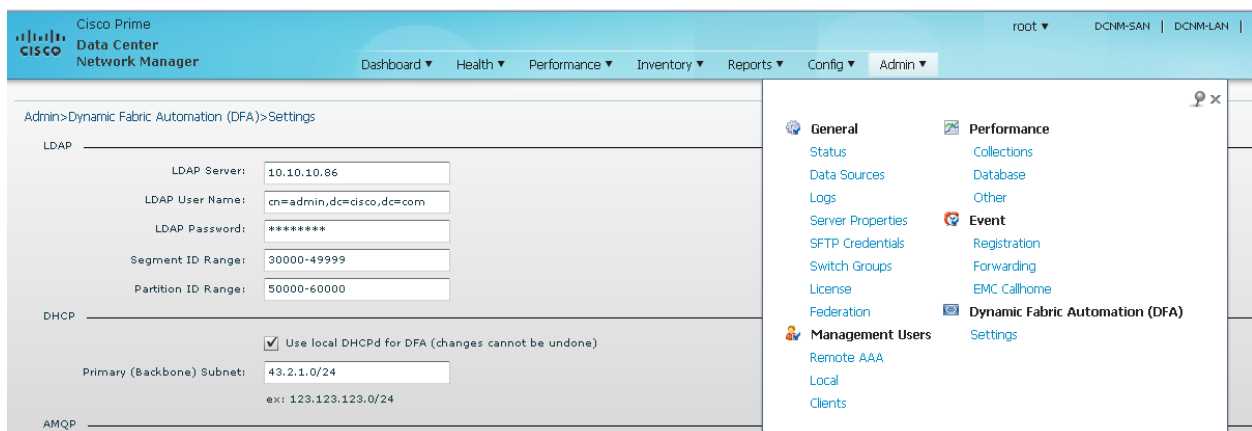 Cisco Prime
Data Center
Network Manager
CISCO
root ▼ DCNM-SAN | DCNM-LAN |
Dashboard ▼ Health ▼ Performance ▼ Inventory ▼ Reports ▼ Config ▼ Admin ▼
Admin>Dynamic Fabric Automation (DFA)>Settings
LDAP
LDAP Server: 10.10.10.86
LDAP User Name: cn=admin,dc=cisco,dc=com
LDAP Password: ********
Segment ID Range: 30000-49999
Partition ID Range: 50000-60000
DHCP
Use local DHCPd for DFA (changes cannot be undone)
Primary (Backbone) Subnet: 43.2.1.0/24
ex: 123.123.123.0/24
AMQP
General
Status
Data Sources
Logs
Server Properties
SFTP Credentials
Switch Groups
License
Federation
Management Users
Remote AAA
Local
Clients
Performance
Collections
Database
Other
Event
Registration
Forwarding
EMC Callhome
Dynamic Fabric Automation (DFA)
Settings